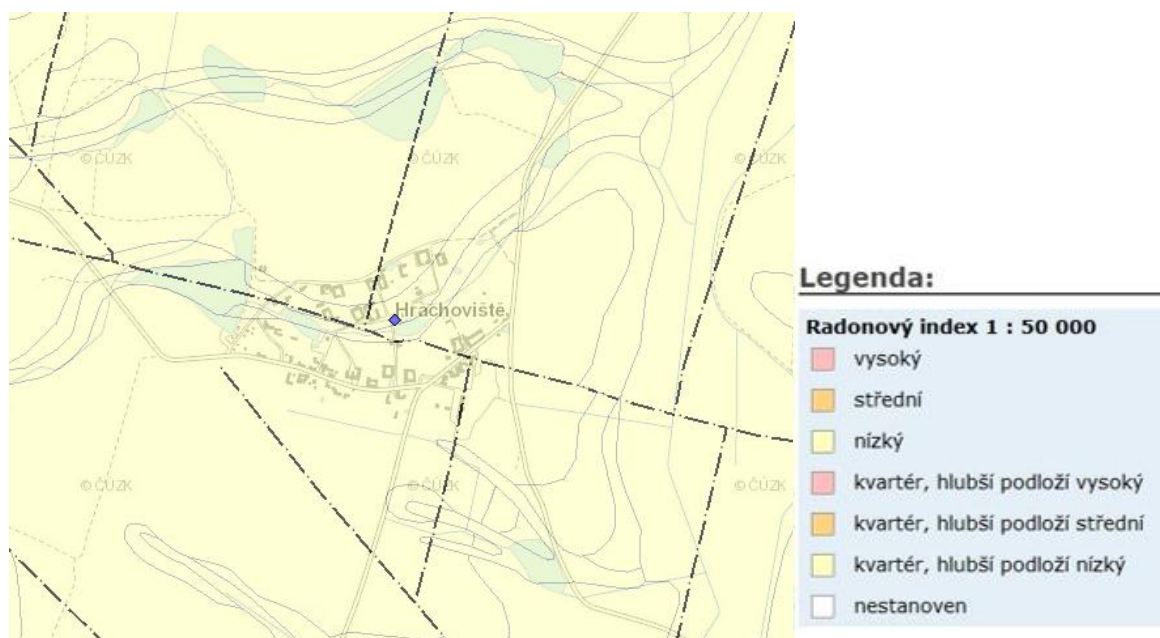 © ČÚZK
© ČÚZK
© ČÚZK
Hrachoviště
© ČÚZK
© ČÚZK
© ČÚZK
Legenda:
Radonový index 1 : 50 000
vysoký
střední
nízký
kvartér, hlubší podloží vysoký
kvartér, hlubší podloží střední
kvartér, hlubší podloží nízký
nestanoven